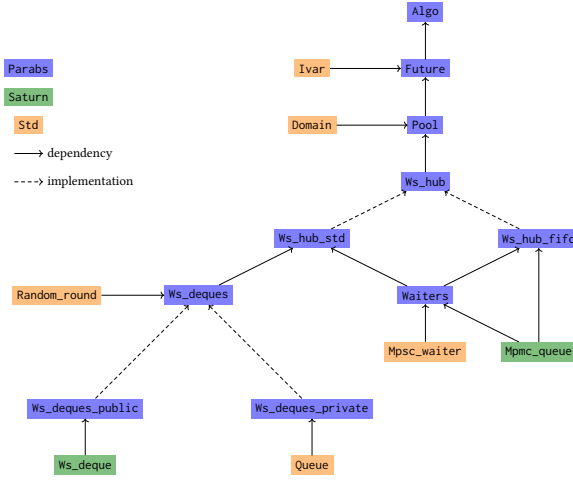 Algo
Parabs
Ivar
Future
Saturn
Std
Domain
Pool
dependency
implementation
Ws_hub
Ws_hub_std
Ws_hub_fifo
Random_round
Ws_deques
Waiters
Mpsc_waiter
Mpmc_queue
Ws_deques_public
Ws_deques_private
Ws_deque
Queue